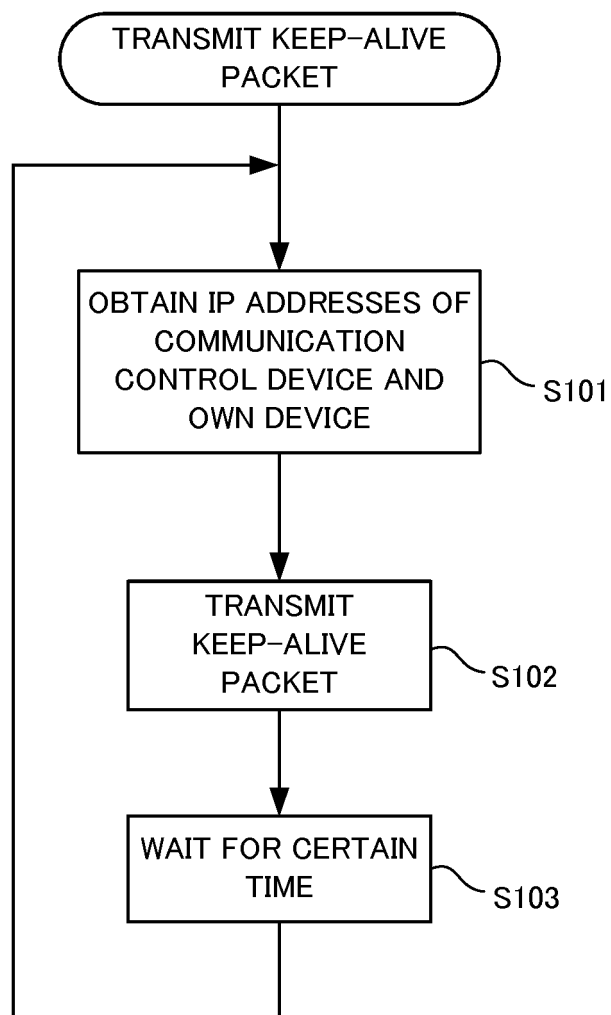 TRANSMIT KEEP-ALIVE
PACKET
OBTAIN IP ADDRESSES OF
COMMUNICATION
CONTROL DEVICE AND
OWN DEVICE
S101
TRANSMIT
KEEP-ALIVE
PACKET
S102
WAIT FOR CERTAIN
TIME
S103